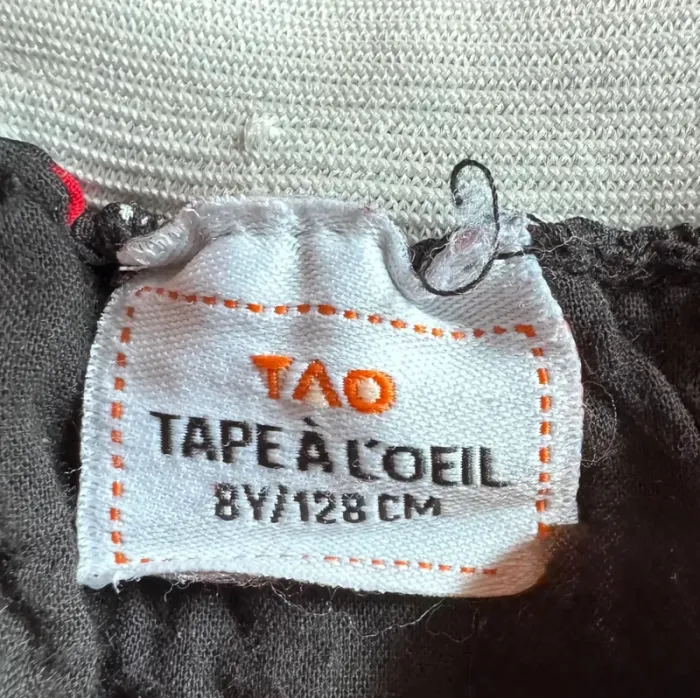 TAO
TAPE À L'OEIL
8Y/128 CM